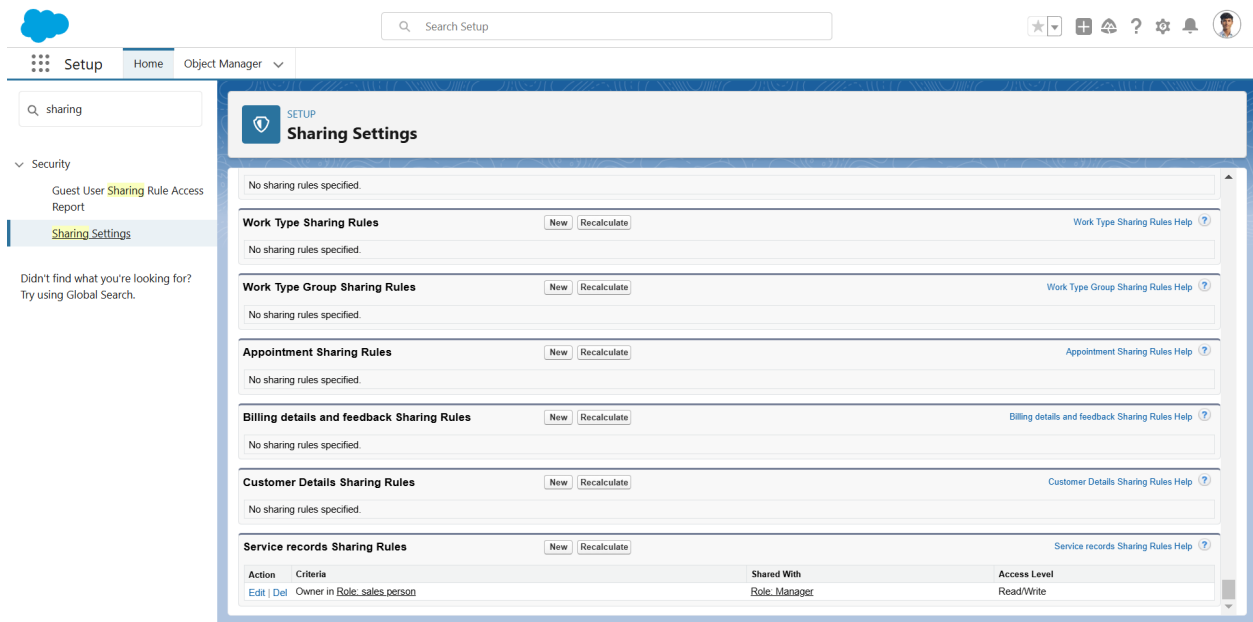 Search Setup
Setup
Home
Object Manager
sharing
Security
Guest User Sharing Rule Access
Report
Sharing Settings
Didn't find what you're looking for?
Try using Global Search.
SETUP
Sharing Settings
No sharing rules specified.
Work Type Sharing Rules New Recalculate Work Type Sharing Rules Help ?
No sharing rules specified.
Work Type Group Sharing Rules New Recalculate Work Type Group Sharing Rules Help ?
No sharing rules specified.
Appointment Sharing Rules New Recalculate Appointment Sharing Rules Help ?
No sharing rules specified.
Billing details and feedback Sharing Rules New Recalculate Billing details and feedback Sharing Rules Help ?
No sharing rules specified.
Customer Details Sharing Rules New Recalculate Customer Details Sharing Rules Help ?
No sharing rules specified.
Service records Sharing Rules New Recalculate Service records Sharing Rules Help ?
Action Criteria Shared With Access Level
Edit | Del Owner in Role: sales person Role: Manager Read/Write